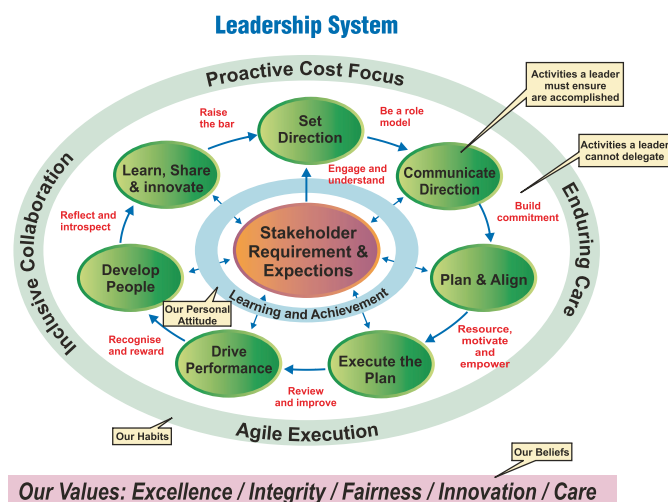 Leadership System
Proactive Cost Focus
Activities a leader
must ensure
are accomplished
Raise
the bar
Set
Direction
Be a role
model
Activities a leader
cannot delegate
Learn, Share
& innovate
Engage and
understand
Communicate
Direction
Inclusive Collaboration
Enduring Care
Reflect and
introspect
Build
commitment
Stakeholder
Requirement &
Expections
Develop
People
Plan & Align
Learning and Achievement
Our Personal
Attitude
Recognise
and reward
Resource,
motivate
and
empower
Drive
Performance
Execute the
Plan
Review
and improve
Our Habits
Agile Execution
Our Beliefs
Our Values: Excellence / Integrity / Fairness / Innovation / Care